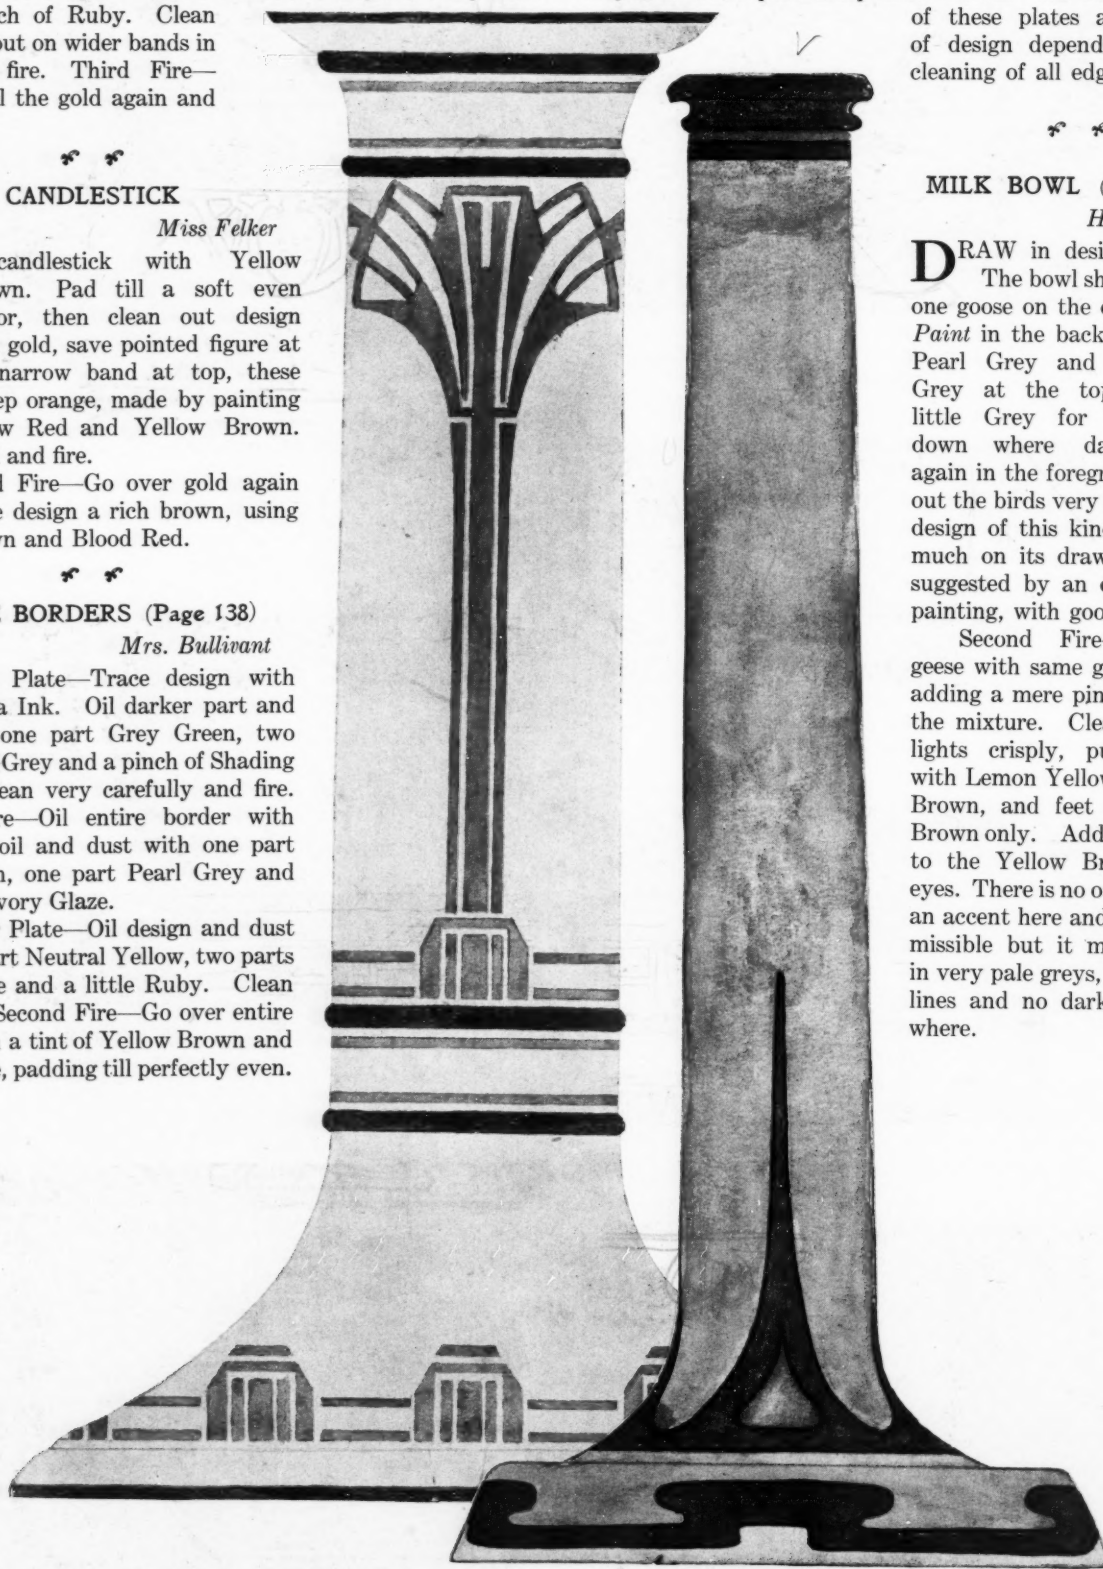 ch of Ruby. Clean
out on wider bands in
fire. Third Fire—
l the gold again and
CANDLESTICK
Miss Felker
candlestick with Yellow
wn. Pad till a soft even
or, then clean out design
gold, save pointed figure at
narrow band at top, these
ep orange, made by painting
w Red and Yellow Brown.
and fire.
d Fire—Go over gold again
e design a rich brown, using
wn and Blood Red.
BORDERS (Page 138)
Mrs. Bullivant
Plate—Trace design with
a Ink. Oil darker part and
one part Grey Green, two
Grey and a pinch of Shading
ean very carefully and fire.
re—Oil entire border with
oil and dust with one part
n, one part Pearl Grey and
vory Glaze.
Plate—Oil design and dust
rt Neutral Yellow, two parts
e and a little Ruby. Clean
Second Fire—Go over entire
a tint of Yellow Brown and
e, padding till perfectly even.
of these plates a
of design depend
cleaning of all edg
MILK BOWL (
H
DRAW in desi
The bowl sh
one goose on the
Paint in the back
Pearl Grey and
Grey at the top
little Grey for
down where da
again in the foregr
out the birds very
design of this kin
much on its draw
suggested by an
painting, with goo
Second Fire
geese with same g
adding a mere pin
the mixture. Cle
lights crisply, pu
with Lemon Yellow
Brown, and feet
Brown only. Add
to the Yellow Br
eyes. There is no o
an accent here and
missible but it m
in very pale greys,
lines and no dark
where.